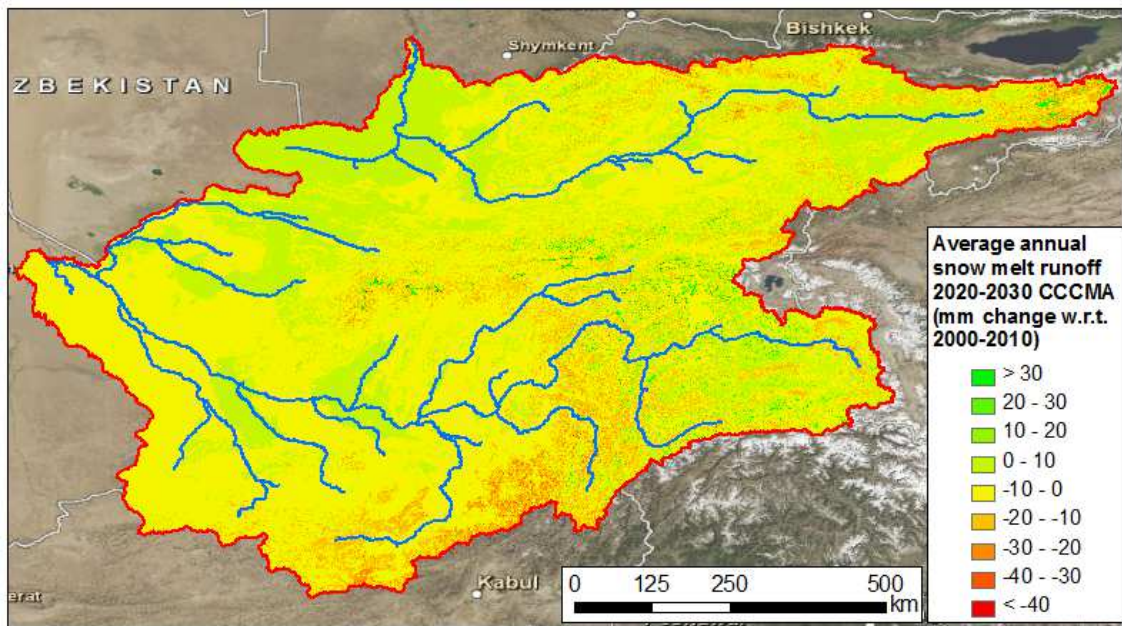 Bishkek
Shymkent
ZBEKISTAN
Average annual
snow melt runoff
2020-2030 CCCMA
(mm change w.r.t.
2000-2010)
> 30
20 - 30
10 - 20
0 - 10
-10 - 0
-20 - -10
-30 - -20
-40 - -30
< -40
Kabul
erat
0 125 250 500
km